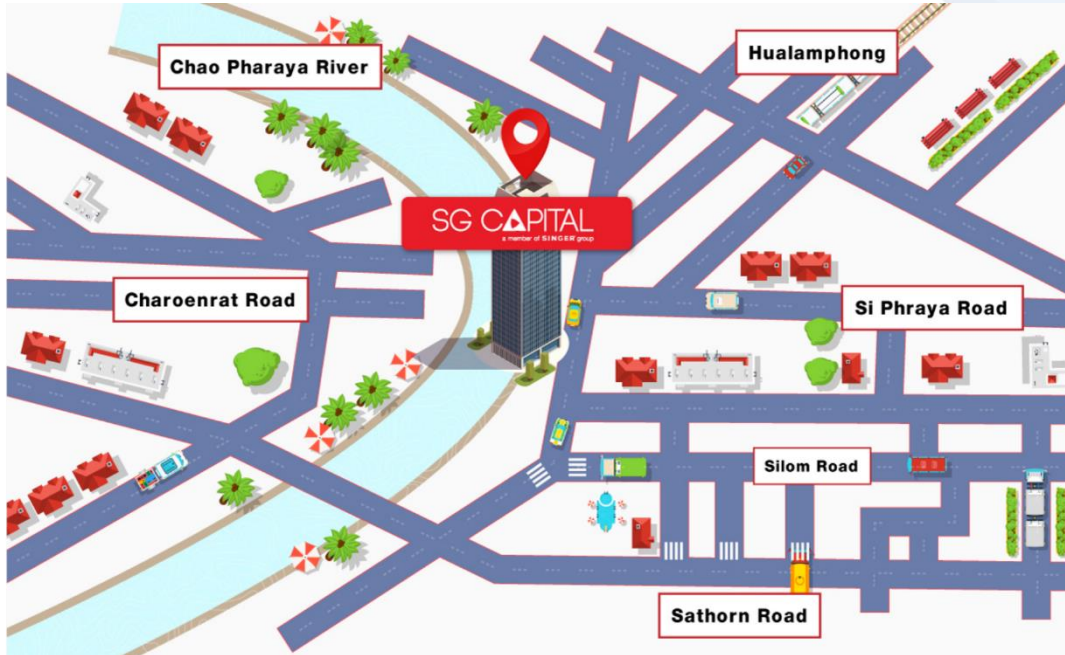 Chao Pharaya River
Hualamphong
SG CAPITAL
a member of SINGER group
Charoenrat Road
Si Phraya Road
Silom Road
Sathorn Road